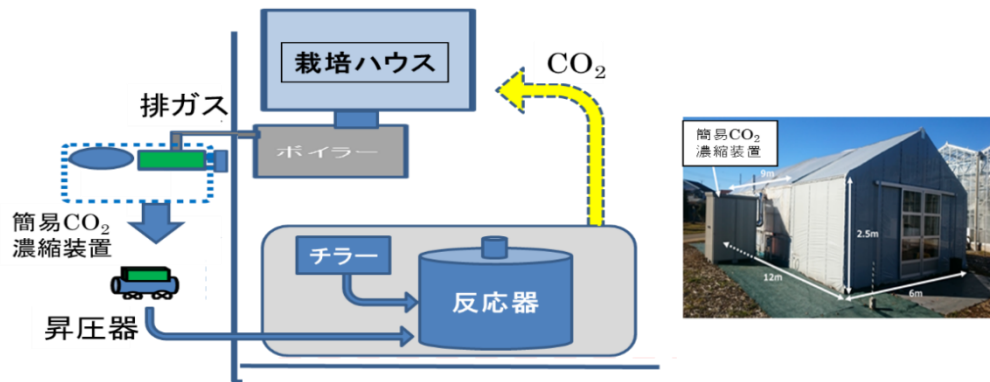 栽培ハウス
CO₂
排ガス
ボイラー
簡易CO₂
濃縮装置
チラー
反応器
昇圧器
簡易CO₂
濃縮装置
9m
2.5m
12m
6m